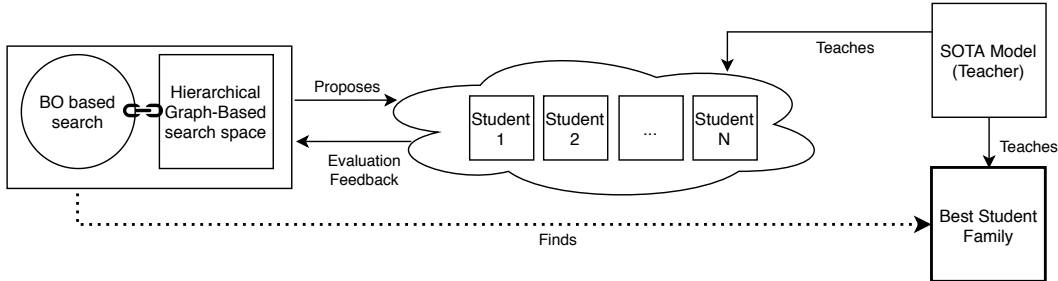 BO based
search
Hierarchical
Graph-Based
search space
Proposes
Evaluation
Feedback
Student
1
Student
2
...
Student
N
Teaches
SOTA Model
(Teacher)
Teaches
Best Student
Family
Finds